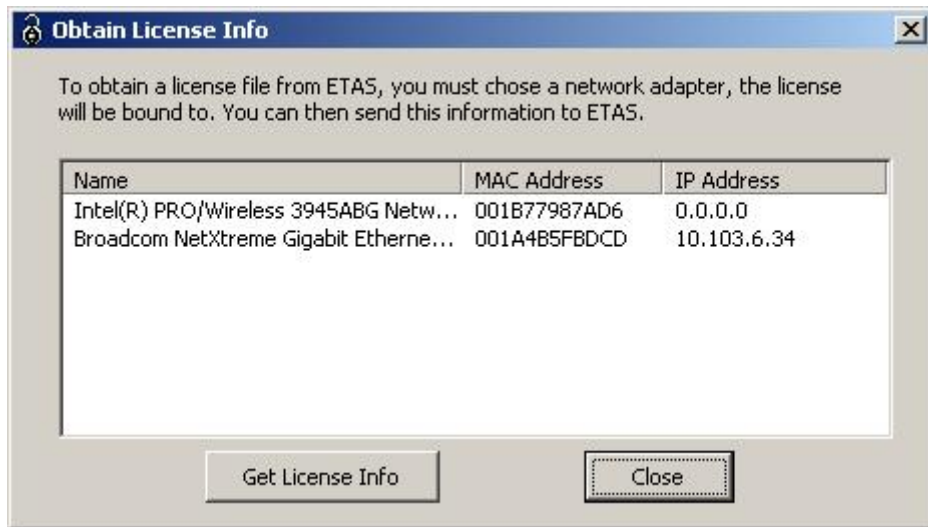 Obtain License Info
To obtain a license file from ETAS, you must chose a network adapter, the license
will be bound to. You can then send this information to ETAS.
Name MAC Address IP Address
Intel(R) PRO/Wireless 3945ABG Netw... 001B77987AD6 0.0.0.0
Broadcom NetXtreme Gigabit Etherne... 001A4B5FBDCD 10.103.6.34
Get License Info Close